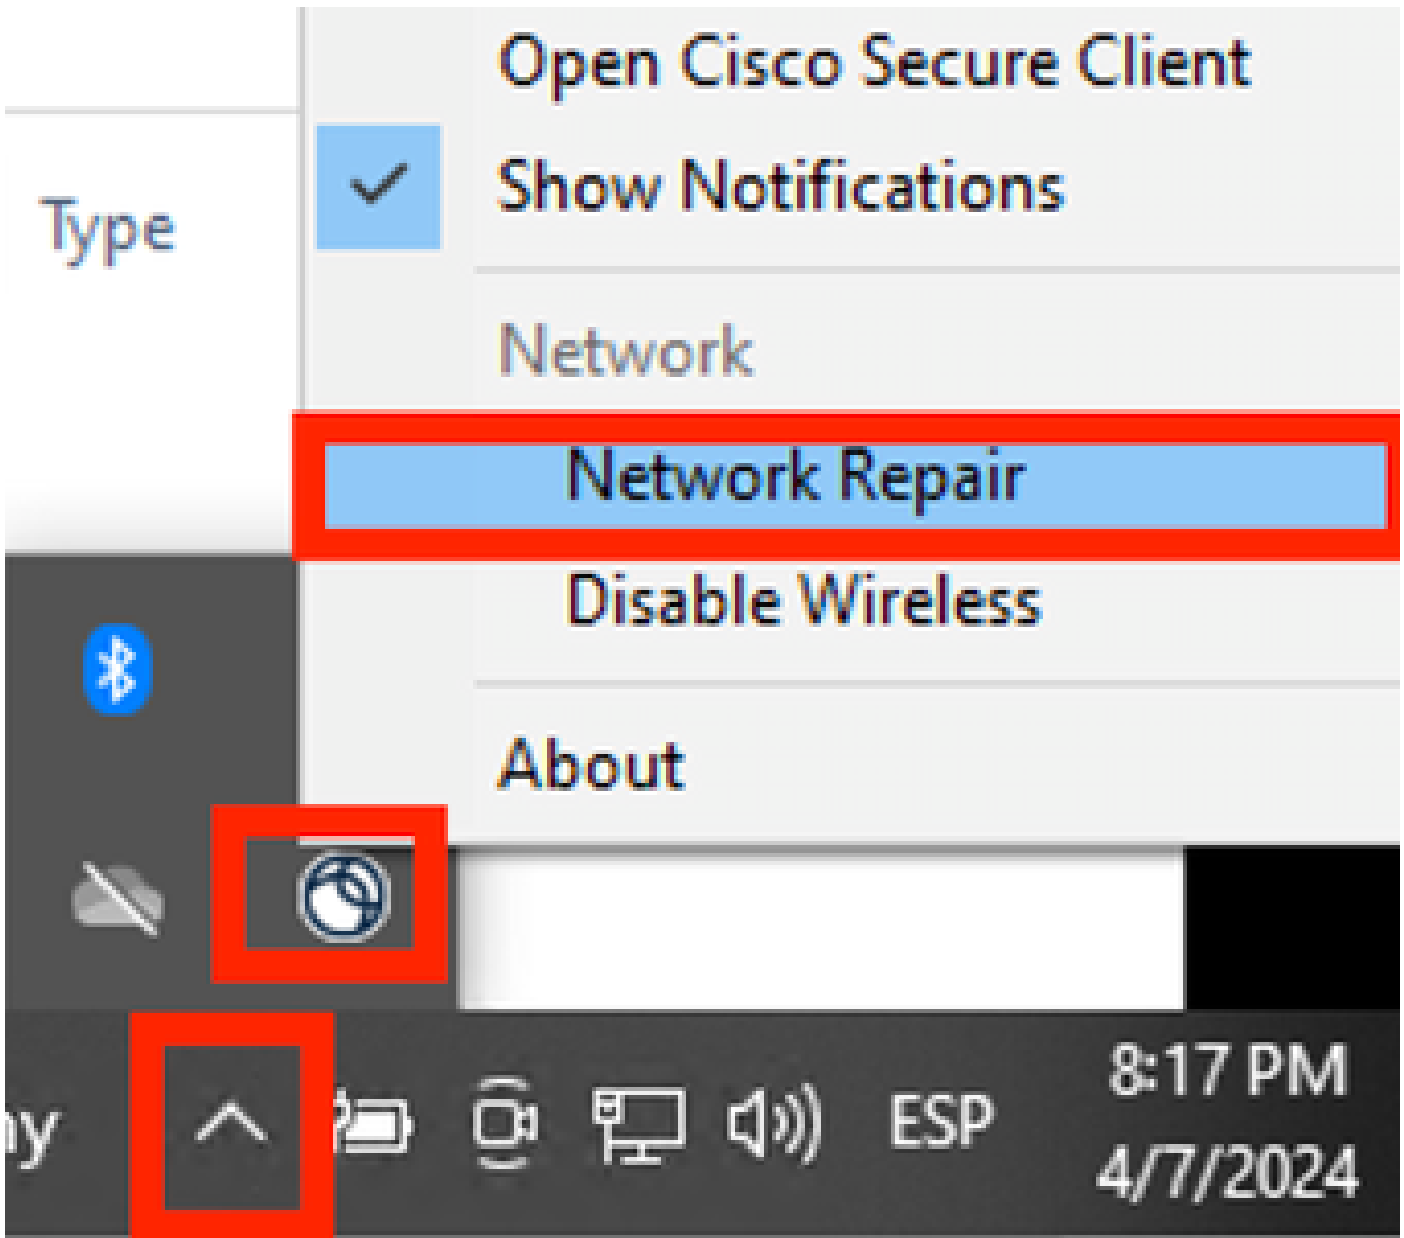 Open Cisco Secure Client
Show Notifications
Type
Network
Network Repair
Disable Wireless
About
ESP
8:17 PM
4/7/2024